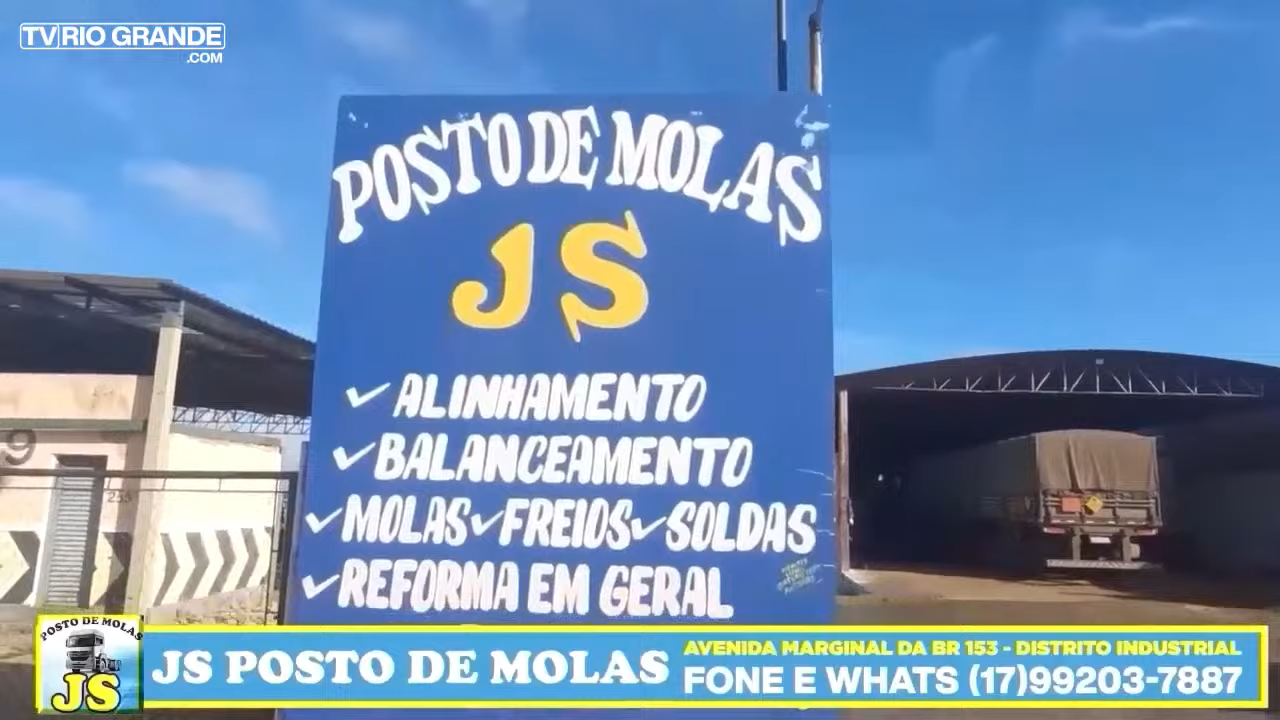 TV RIO GRANDE
.COM
POSTO DE MOLAS
JS
ALINHAMENTO
BALANCEAMENTO
MOLAS FREIOS SOLDAS
REFORMA EM GERAL
9
POSTO DE MOLAS
JS
JS POSTO DE MOLAS
AVENIDA MARGINAL DA BR 153 - DISTRITO INDUSTRIAL
FONE E WHATS (17)99203-7887